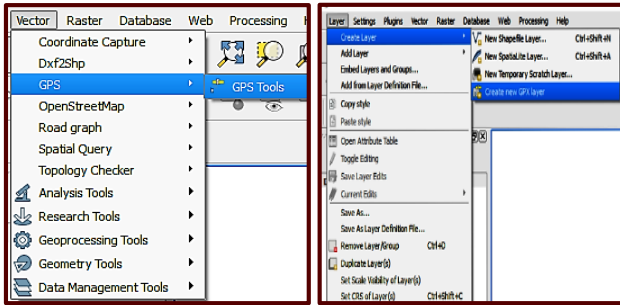 Vector Raster Database Web Processing
Coordinate Capture
Dxf2Shp
GPS
GPS Tools
OpenStreetMap
Road graph
Spatial Query
Topology Checker
Analysis Tools
Research Tools
Geoprocessing Tools
Geometry Tools
Data Management Tools
Layer Settings Plugins Vector Raster Database Web Processing Help
Create Layer
New Shapefile Layer... Ctrl+Shift+N
Add Layer
New SpatiaLite Layer... Ctrl+Shift+A
Embed Layers and Groups...
New Temporary Scratch Layer...
Add from Layer Definition File...
Create new GPX layer
Copy style
Paste style
Open Attribute Table
Toggle Editing
Save Layer Edits
Current Edits
Save As...
Save As Layer Definition File...
Remove Layer/Group Ctrl+D
Duplicate Layer(s)
Set Scale Visibility of Layer(s)
Set CRS of Layer(s) Ctrl+Shift+C